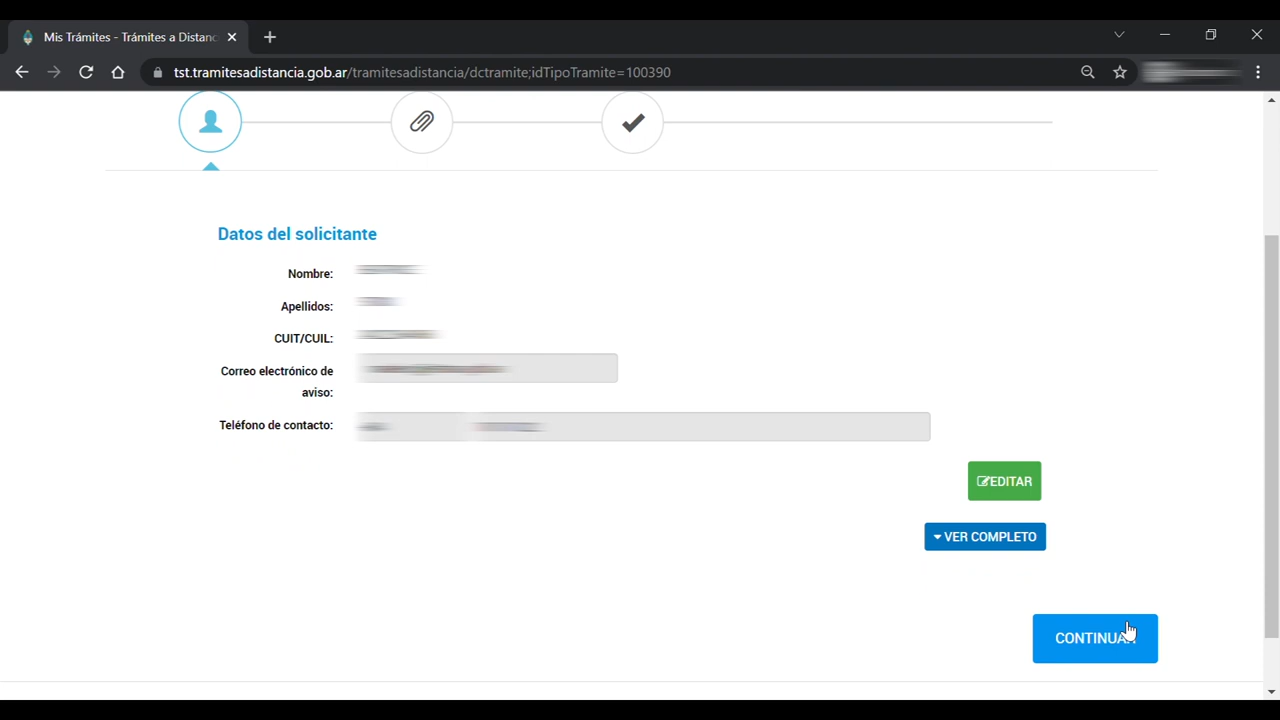 Mis Trámites - Trámites a Distanc
tst.tramitesadistancia.gob.ar/tramitesadistancia/dctramite;idTipoTramite=100390
Datos del solicitante
Nombre:
Apellidos:
CUIT/CUIL:
Correo electrónico de
aviso:
Teléfono de contacto:
EDITAR
VER COMPLETO
CONTINUAR